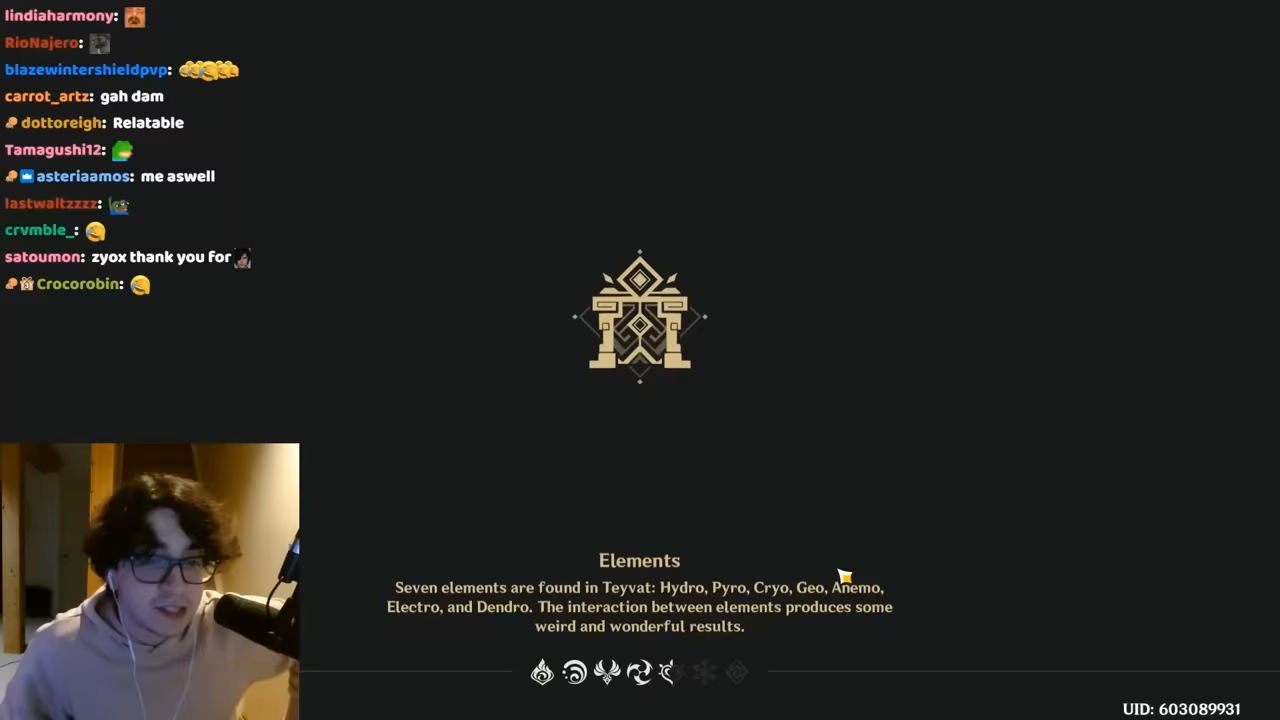 lindiaharmony:
RioNajero:
blazewintershieldpvp:
carrot_artz: gah dam
dottoreigh: Relatable
Tamagushi12:
asteriaamos: me aswell
lastwaltzzzz:
crvmble_:
satoumon: zyox thank you for
Crocorobin:
Elements
Seven elements are found in Teyvat: Hydro, Pyro, Cryo, Geo, Anemo,
Electro, and Dendro. The interaction between elements produces some
weird and wonderful results.
UID: 603089931